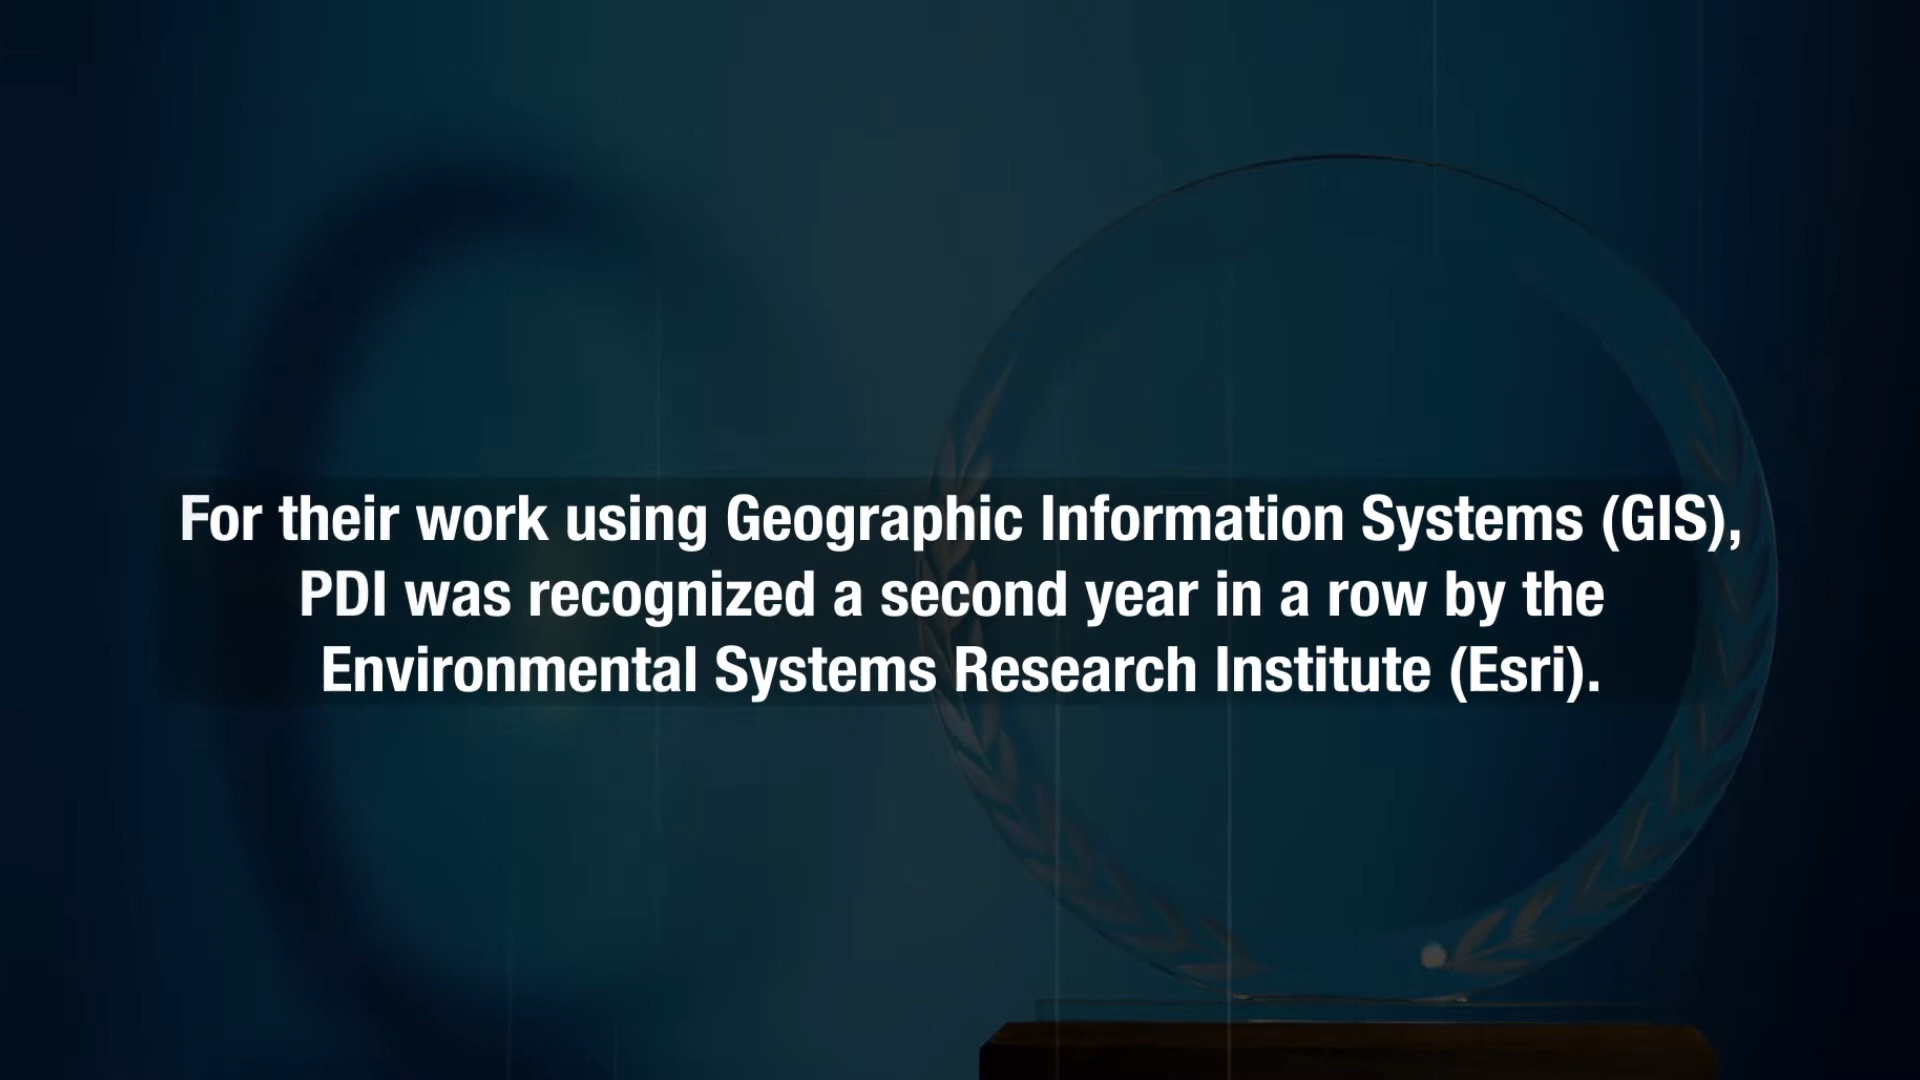 For their work using Geographic Information Systems (GIS),
PDI was recognized a second year in a row by the
Environmental Systems Research Institute (Esri).